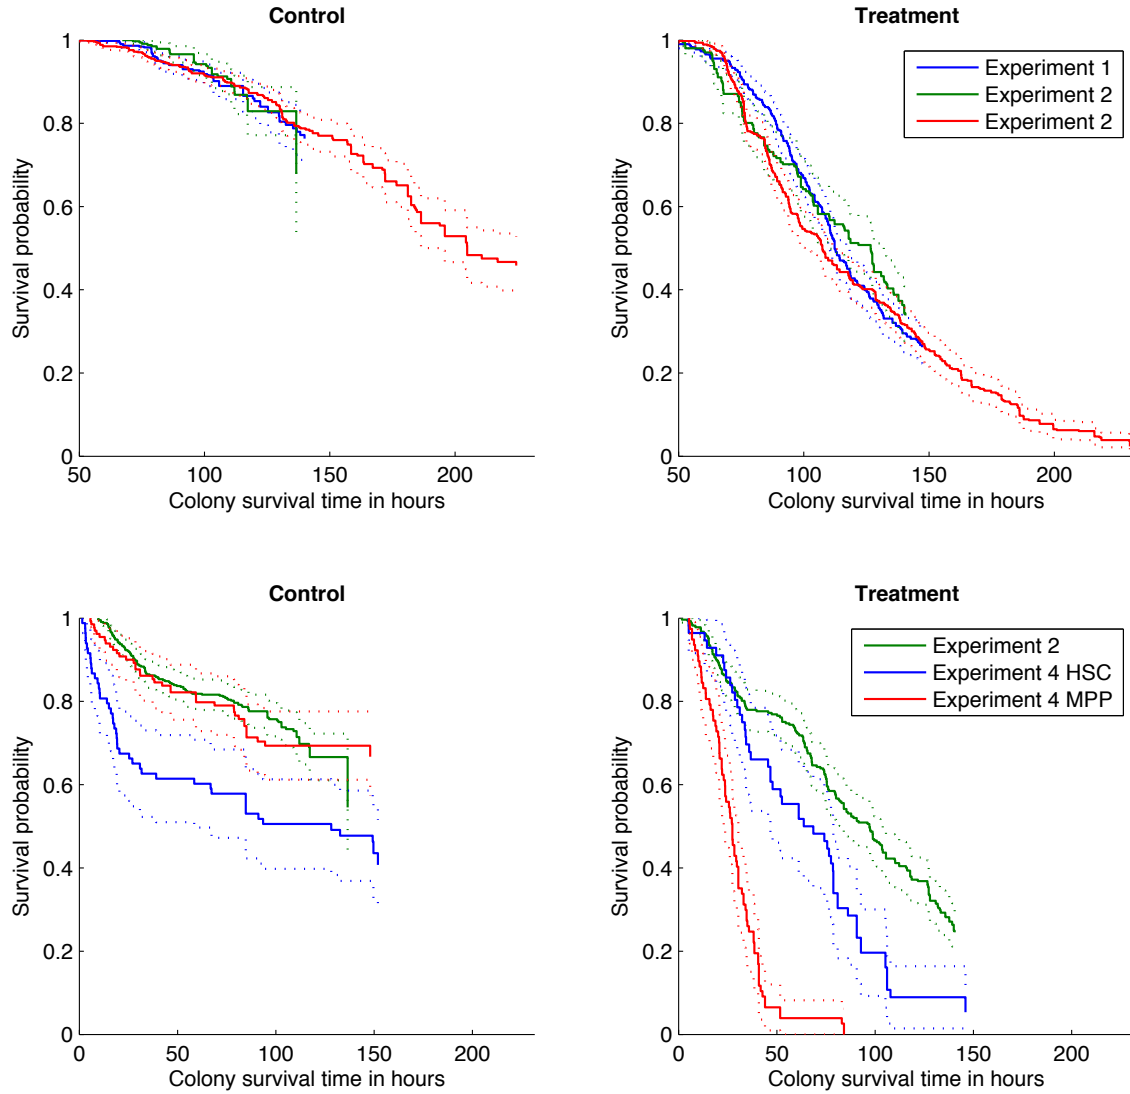 Control
1
0.8
0.6
0.4
0.2
0
50
100
150
200
Survival probability
Colony survival time in hours
Treatment
1
0.8
0.6
0.4
0.2
0
50
100
150
200
Survival probability
Colony survival time in hours
Experiment 1
Experiment 2
Experiment 2
Control
1
0.8
0.6
0.4
0.2
0
0
50
100
150
200
Survival probability
Colony survival time in hours
Treatment
1
0.8
0.6
0.4
0.2
0
0
50
100
150
200
Survival probability
Colony survival time in hours
Experiment 2
Experiment 4 HSC
Experiment 4 MPP